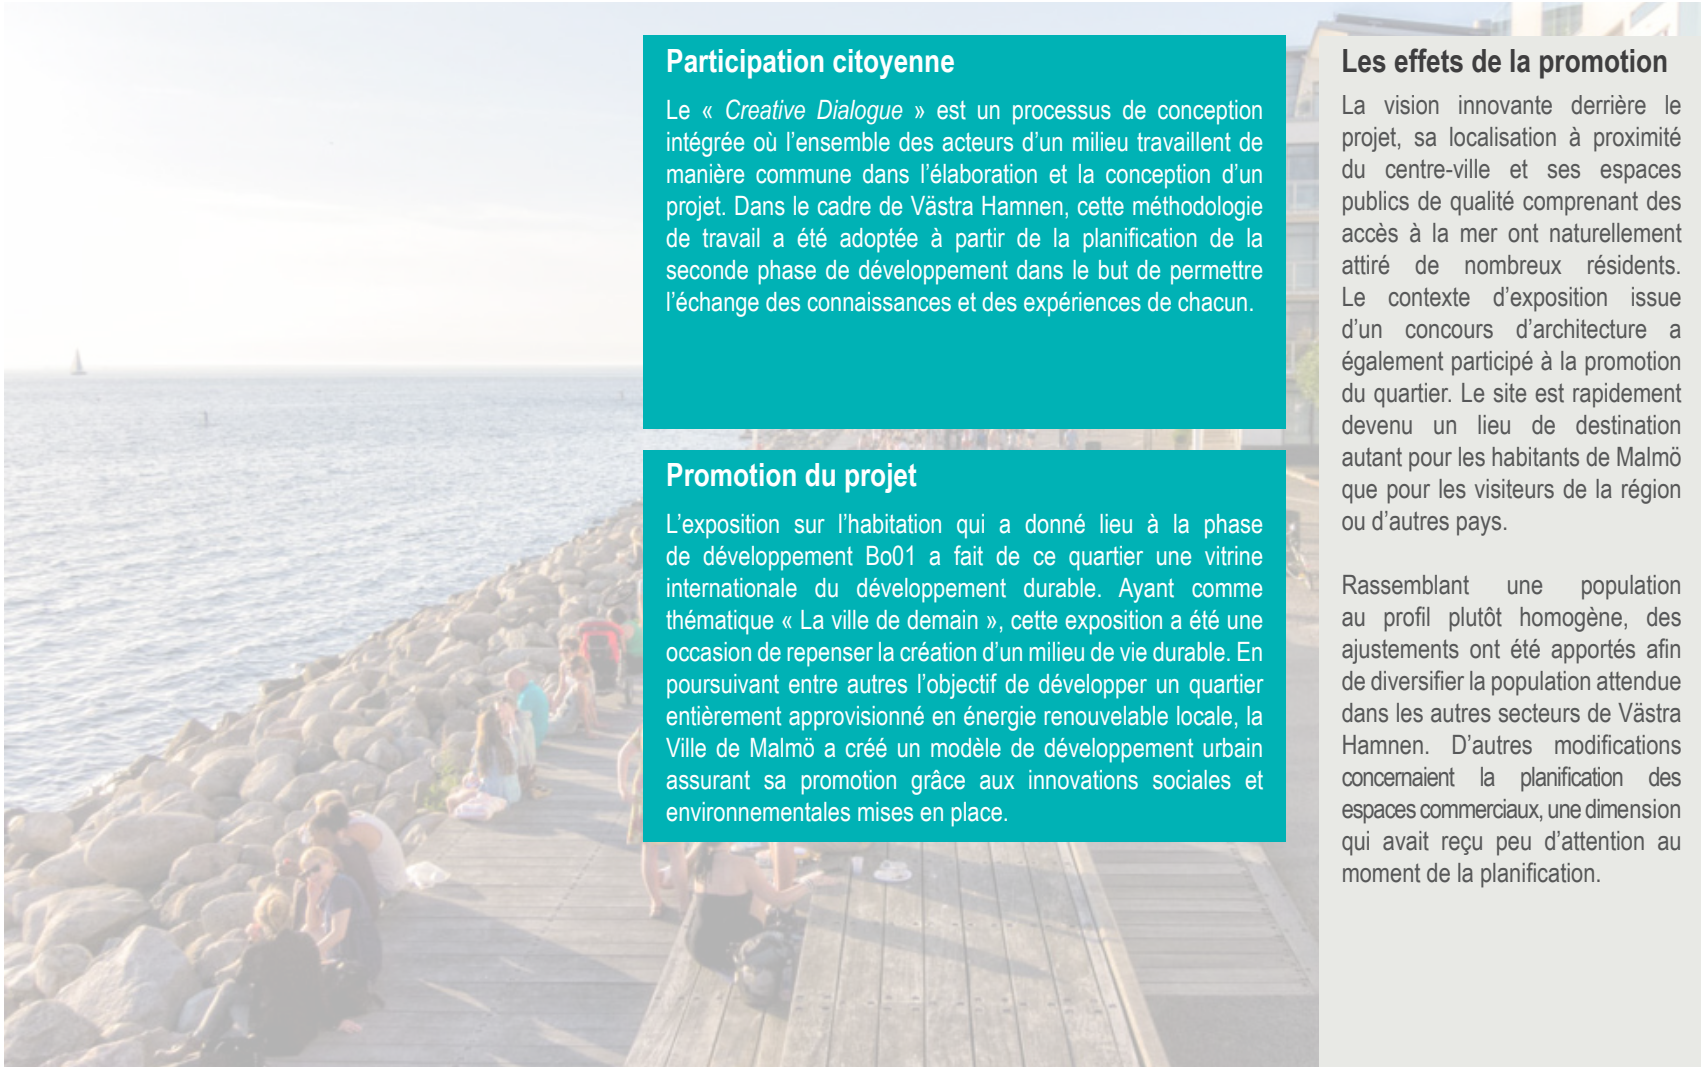 Participation citoyenne
Le « Creative Dialogue » est un processus de conception
intégrée où l’ensemble des acteurs d’un milieu travaillent de
manière commune dans l’élaboration et la conception d’un
projet. Dans le cadre de Västra Hamnen, cette méthodologie
de travail a été adoptée à partir de la planification de la
seconde phase de développement dans le but de permettre
l’échange des connaissances et des expériences de chacun.
Promotion du projet
L’exposition sur l’habitation qui a donné lieu à la phase
de développement Bo01 a fait de ce quartier une vitrine
internationale du développement durable. Ayant comme
thématique « La ville de demain », cette exposition a été une
occasion de repenser la création d’un milieu de vie durable. En
poursuivant entre autres l’objectif de développer un quartier
entièrement approvisionné en énergie renouvelable locale, la
Ville de Malmö a créé un modèle de développement urbain
assurant sa promotion grâce aux innovations sociales et
environnementales mises en place.
Les effets de la promotion
La vision innovante derrière le
projet, sa localisation à proximité
du centre-ville et ses espaces
publics de qualité comprenant des
accès à la mer ont naturellement
attiré de nombreux résidents.
Le contexte d’exposition issue
d’un concours d’architecture a
également participé à la promotion
du quartier. Le site est rapidement
devenu un lieu de destination
autant pour les habitants de Malmö
que pour les visiteurs de la région
ou d’autres pays.
Rassemblant une population
au profil plutôt homogène, des
ajustements ont été apportés afin
de diversifier la population attendue
dans les autres secteurs de Västra
Hamnen. D’autres modifications
concernaient la planification des
espaces commerciaux, une dimension
qui avait reçu peu d’attention au
moment de la planification.